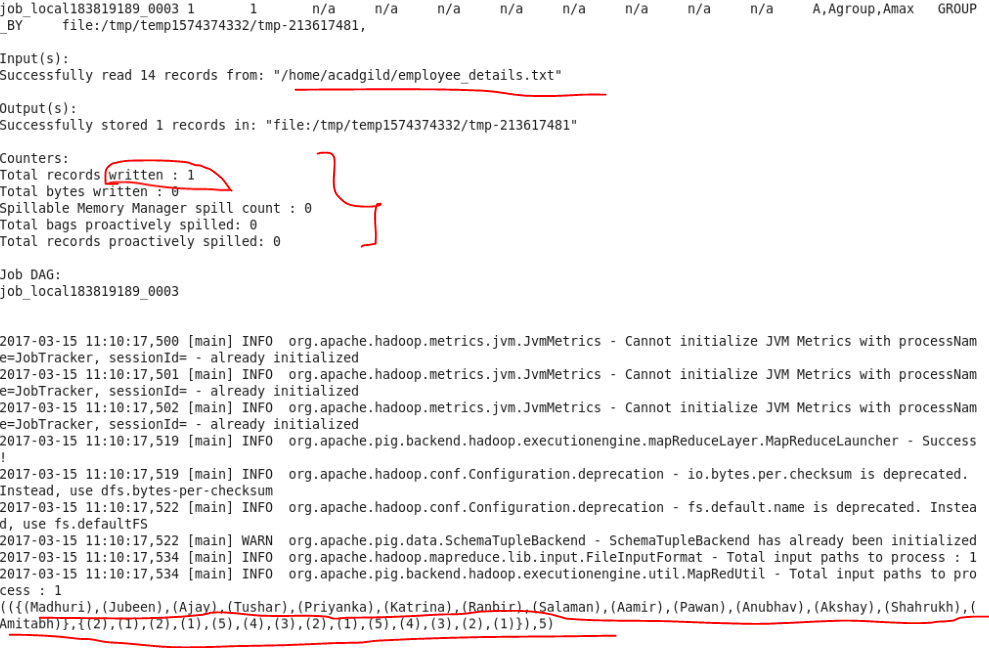 job_local183819189_0003 1 1 n/a n/a n/a n/a n/a n/a n/a n/a A,Agroup,Amax GROUP
_BY file:/tmp/temp1574374332/tmp-213617481,
Input(s):
Successfully read 14 records from: "/home/acadgild/employee_details.txt"
Output(s):
Successfully stored 1 records in: "file:/tmp/temp1574374332/tmp-213617481"
Counters:
Total records written : 1
Total bytes written : 0
Spillable Memory Manager spill count : 0
Total bags proactively spilled: 0
Total records proactively spilled: 0
Job DAG:
job_local183819189_0003
2017-03-15 11:10:17,500 [main] INFO  org.apache.hadoop.metrics.jvm.JvmMetrics - Cannot initialize JVM Metrics with processNam
e=JobTracker, sessionId= - already initialized
2017-03-15 11:10:17,501 [main] INFO  org.apache.hadoop.metrics.jvm.JvmMetrics - Cannot initialize JVM Metrics with processNam
e=JobTracker, sessionId= - already initialized
2017-03-15 11:10:17,502 [main] INFO  org.apache.hadoop.metrics.jvm.JvmMetrics - Cannot initialize JVM Metrics with processNam
e=JobTracker, sessionId= - already initialized
2017-03-15 11:10:17,519 [main] INFO  org.apache.pig.backend.hadoop.executionengine.mapReduceLayer.MapReduceLauncher - Success
!
2017-03-15 11:10:17,519 [main] INFO  org.apache.hadoop.conf.Configuration.deprecation - io.bytes.per.checksum is deprecated.
Instead, use dfs.bytes-per-checksum
2017-03-15 11:10:17,522 [main] INFO  org.apache.hadoop.conf.Configuration.deprecation - fs.default.name is deprecated. Instea
d, use fs.defaultFS
2017-03-15 11:10:17,522 [main] WARN  org.apache.pig.data.SchemaTupleBackend - SchemaTupleBackend has already been initialized
2017-03-15 11:10:17,534 [main] INFO  org.apache.hadoop.mapreduce.lib.input.FileInputFormat - Total input paths to process : 1
2017-03-15 11:10:17,534 [main] INFO  org.apache.pig.backend.hadoop.executionengine.util.MapRedUtil - Total input paths to pro
cess : 1
(({(Madhuri),(Jubeen),(Ajay),(Tushar),(Priyanka),(Katrina),(Ranbir),(Salaman),(Aamir),(Pawan),(Anubhav),(Akshay),(Shahrukh),(
Amitabh)},{(2),(1),(2),(1),(5),(4),(3),(2),(1),(5),(4),(3),(2),(1)}),5)